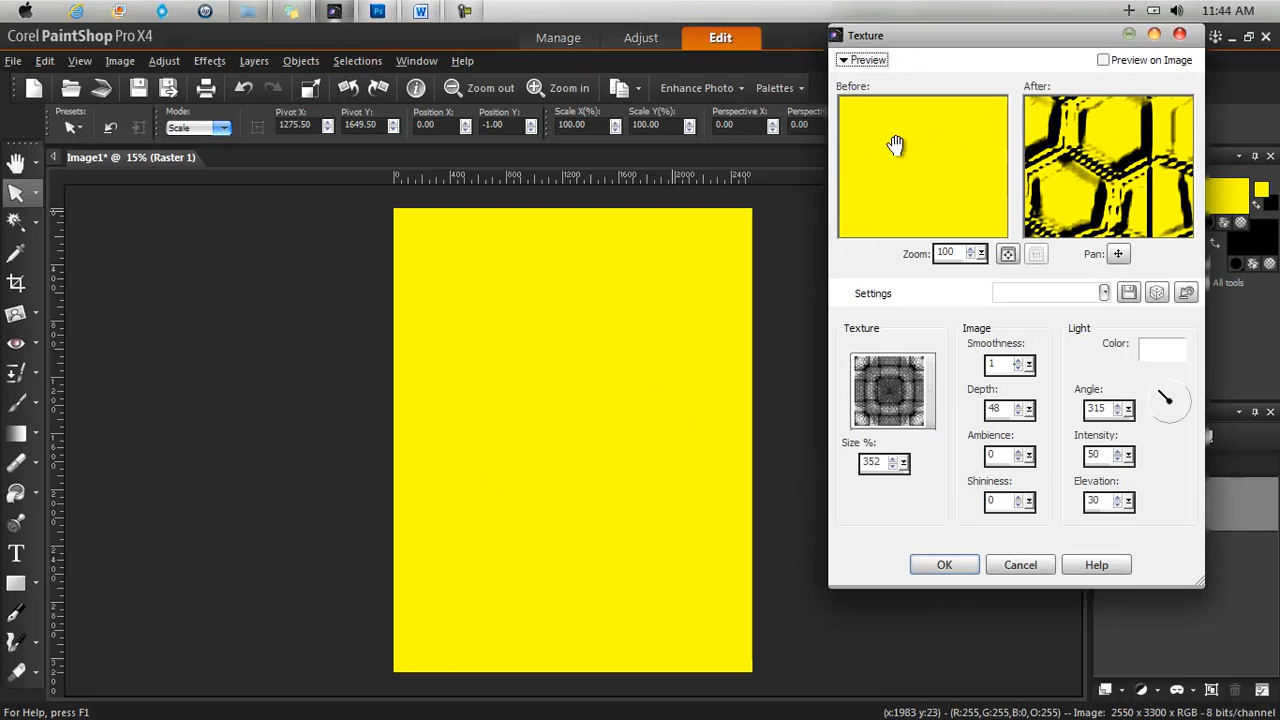 11:44 AM
Corel PaintShop Pro X4
Manage
Adjust
Edit
File Edit View Image Adjust Effects Layers Objects Selections Window Help
Zoom out
Zoom in
Enhance Photo
Palettes
Presets:
Mode:
Scale
Pivot X:
1275.50
Pivot Y:
1649.50
Position X:
0.00
Position Y:
-1.00
Scale X(%):
100.00
Scale Y(%):
100.00
Perspective X:
0.00
Perspective
0.00
Image1* @ 15% (Raster 1)
0 400 800 1200 1600 2000 2400
Texture
Preview
Preview on Image
Before:
After:
Zoom:
100
Pan:
Settings
Texture
Size %:
352
Image
Smoothness:
1
Depth:
48
Ambience:
0
Shininess:
0
Light
Color:
Angle:
315
Intensity:
50
Elevation:
30
OK
Cancel
Help
All tools
For Help, press F1
(x:1983 y:23) - (R:255,G:255,B:0,O:255) -- Image: 2550 x 3300 x RGB - 8 bits/channel